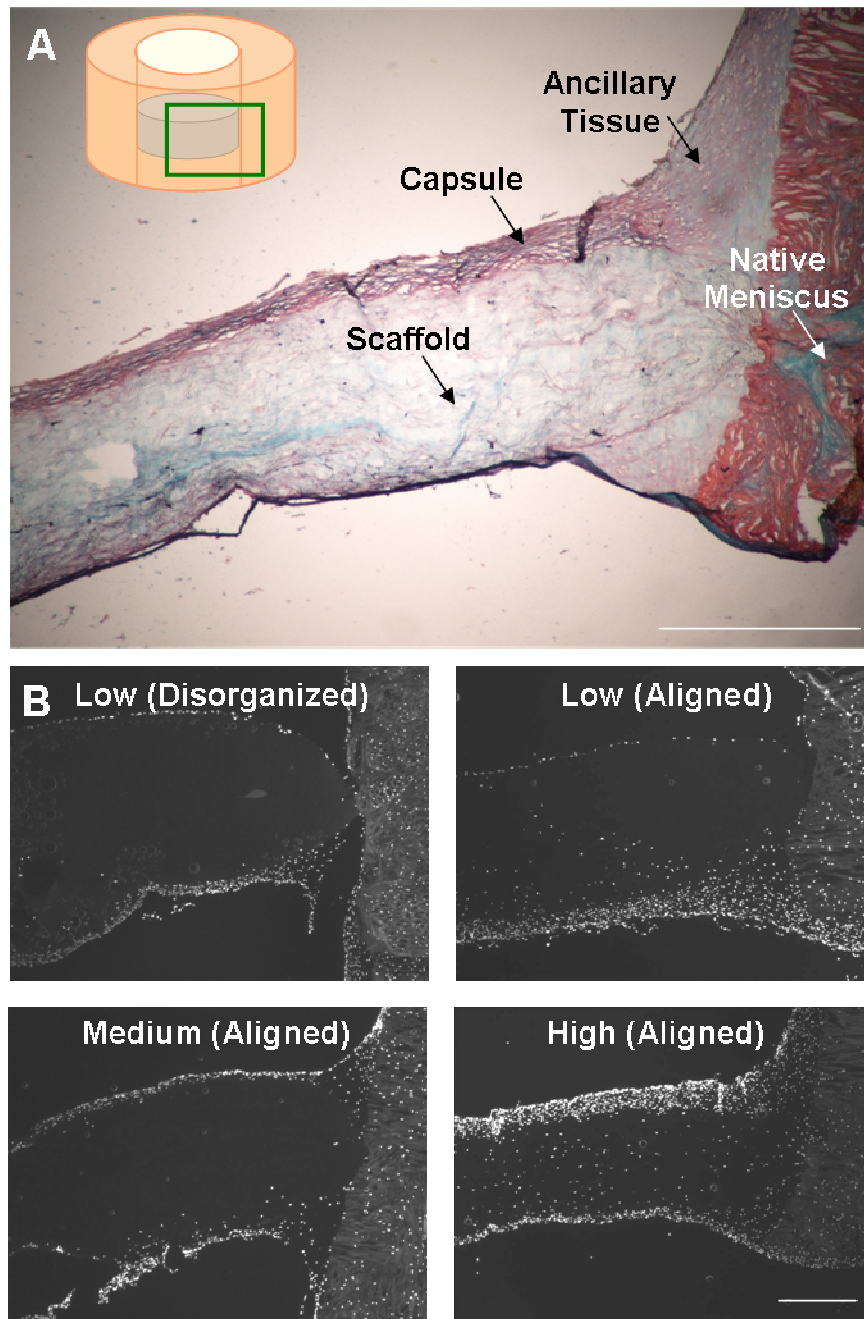 A
Ancillary
Tissue
Capsule
Native
Meniscus
Scaffold
B
Low (Disorganized)
Low (Aligned)
Medium (Aligned)
High (Aligned)